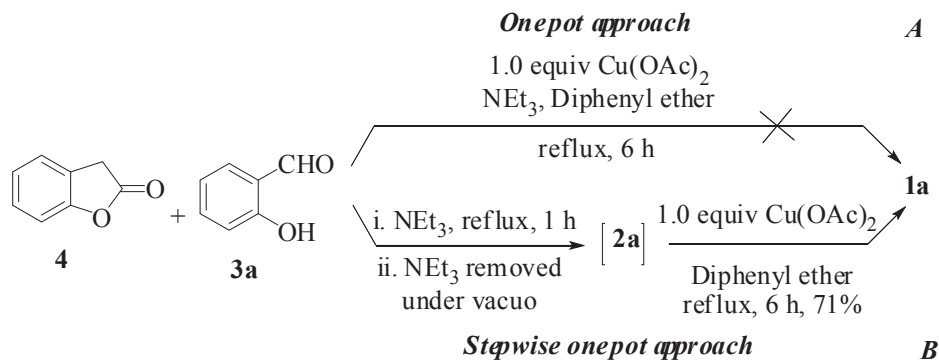 Onepot approach
A
1.0 equiv Cu(OAc)2
NEt3, Diphenyl ether
reflux, 6 h
O
O
4
+
CHO
OH
3a
1a
i. NEt3, reflux, 1 h
ii. NEt3 removed
under vacuo
[2a]
1.0 equiv Cu(OAc)2
Diphenyl ether
reflux, 6 h, 71%
Stepwise onepot approach
B